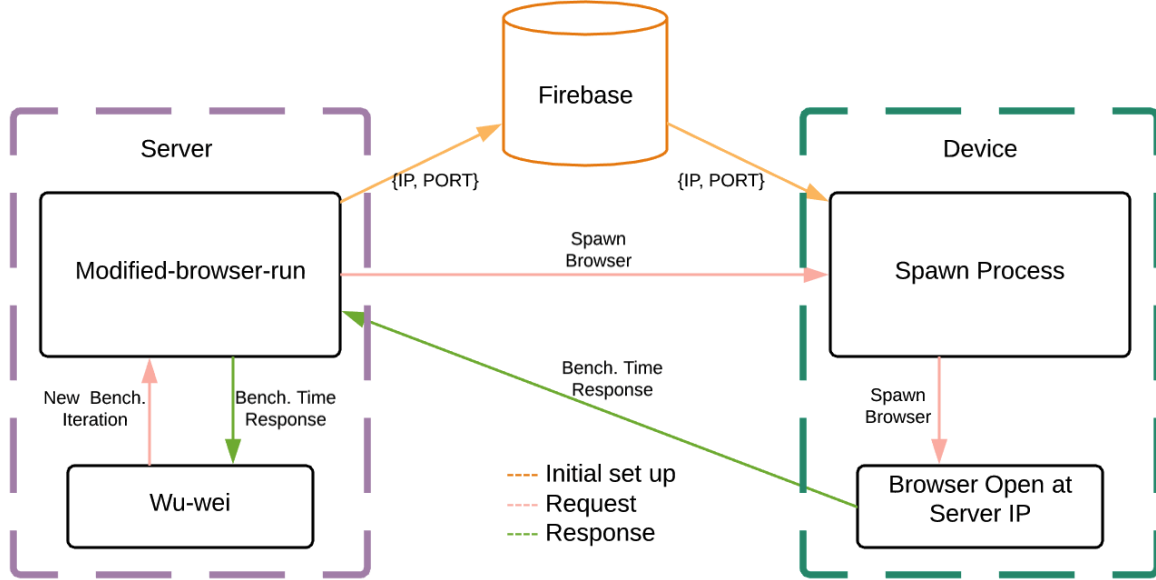 Firebase
Server
Device
{IP, PORT}
{IP, PORT}
Modified-browser-run
Spawn
Browser
Spawn Process
New Bench.
Iteration
Bench. Time
Response
Bench. Time
Response
Spawn
Browser
Wu-wei
Initial set up
Request
Response
Browser Open at
Server IP